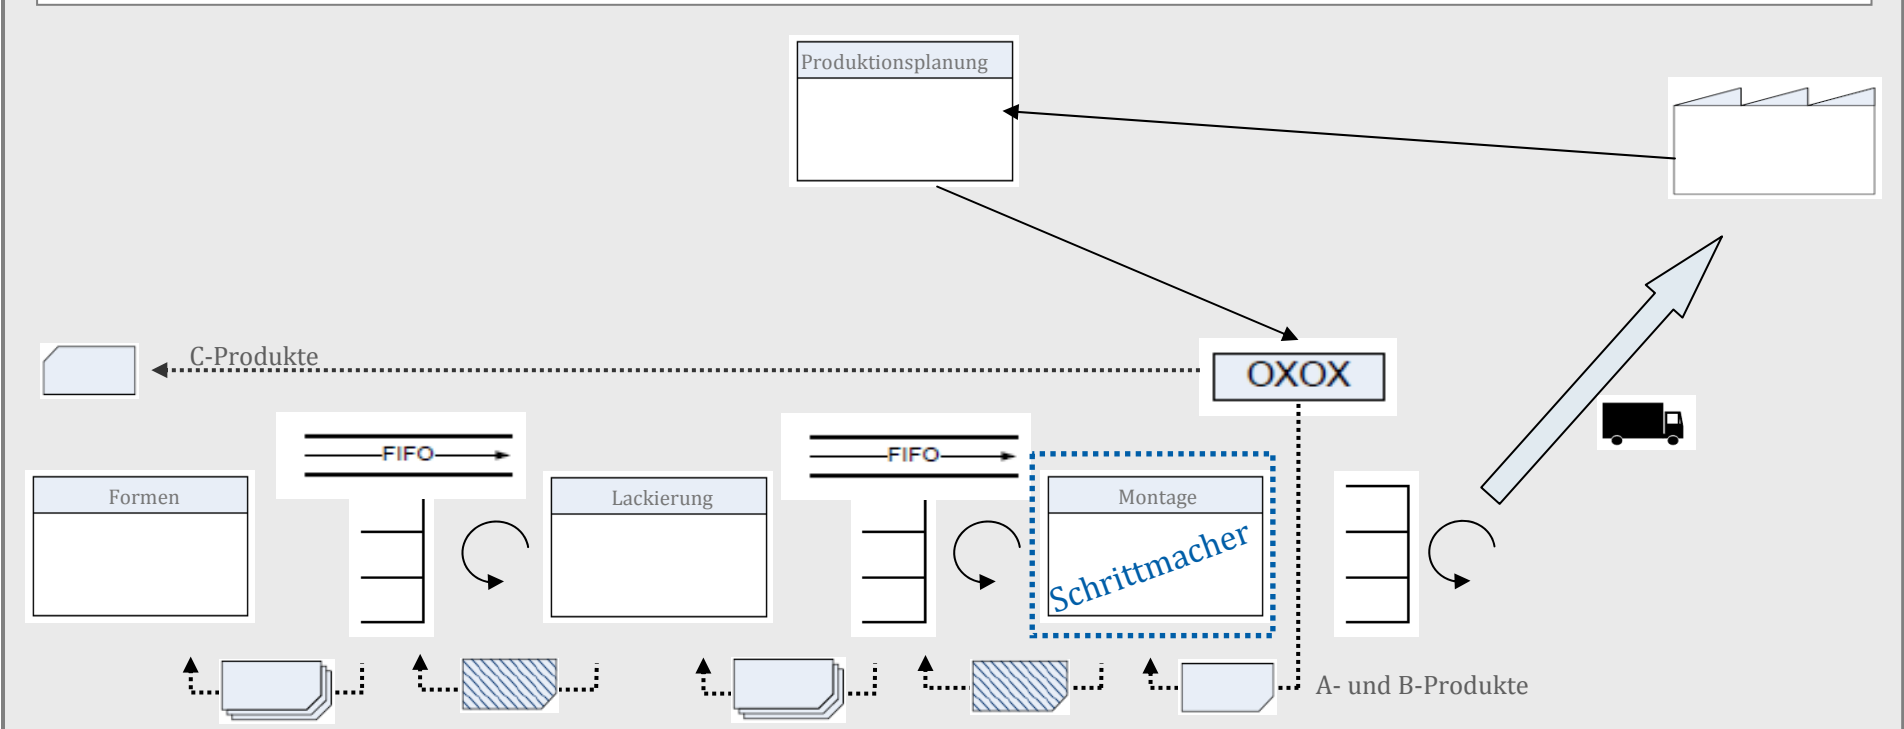 Produktionsplanung
C-Produkte
OXOX
FIFO
FIFO
Formen
Lackierung
Montage
Schrittmacher
A- und B-Produkte